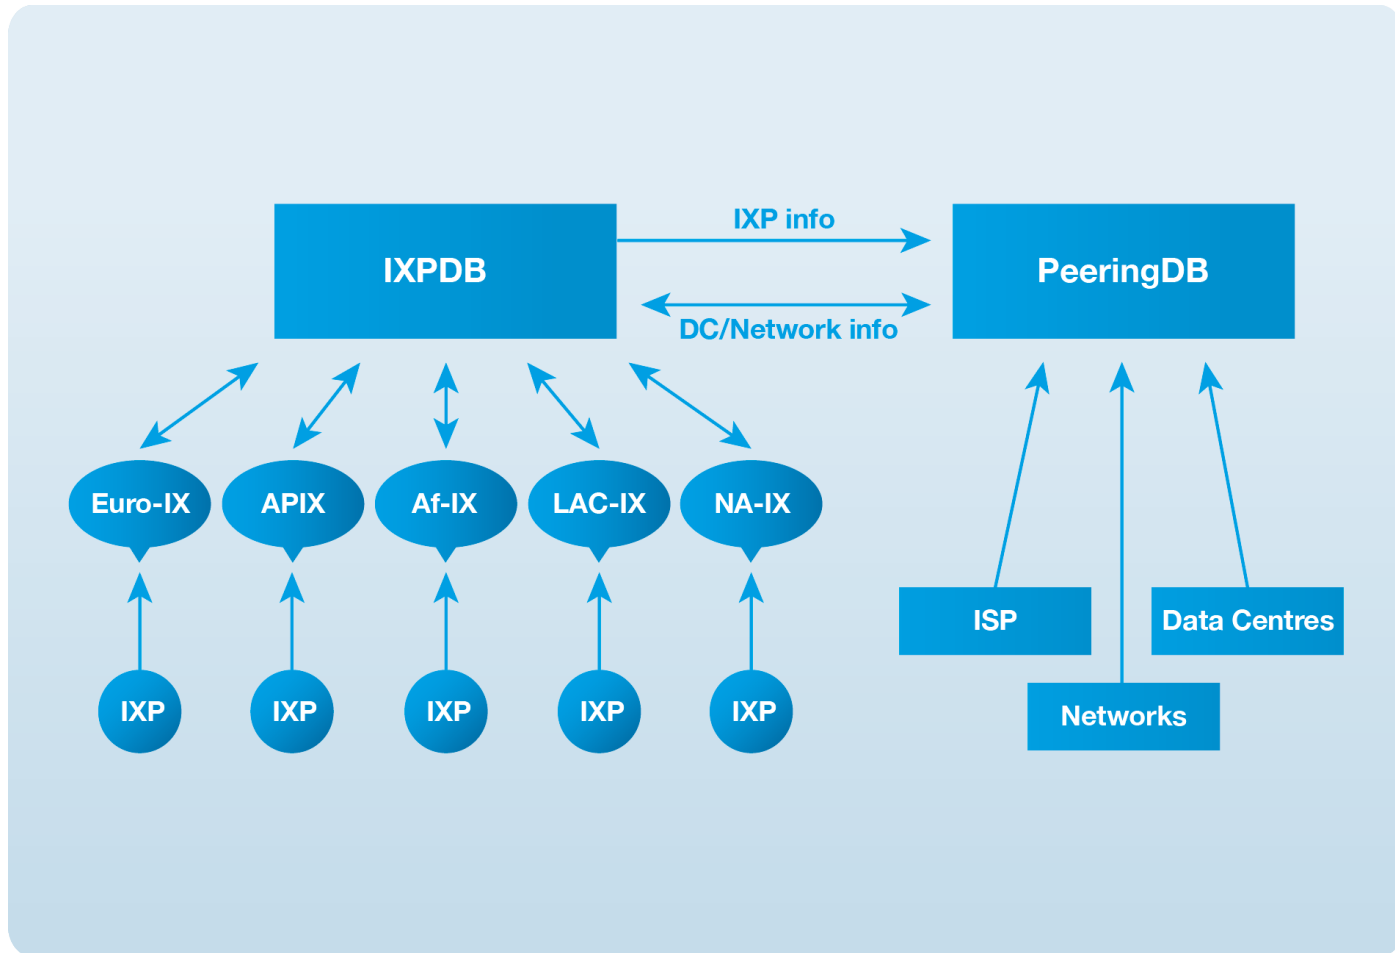 IXP info
IXPDB
PeeringDB
DC/Network info
Euro-IX
APIX
Af-IX
LAC-IX
NA-IX
ISP
Data Centres
IXP
IXP
IXP
IXP
IXP
Networks